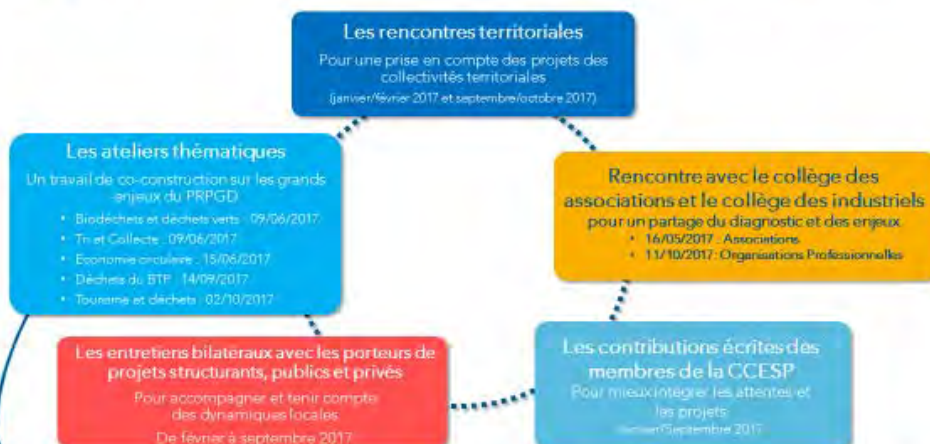 Les rencontres territoriales
Pour une prise en compte des projets des
collectivités territoriales
(janvier/février 2017 et septembre/octobre 2017)
Les ateliers thématiques
Un travail de co-construction sur les grands
enjeux du PRPGD
• Biodéchets et déchets verts : 09/06/2017
• Tri et Collecte : 09/06/2017
• Economie circulaire : 15/06/2017
• Déchets du BTP : 14/09/2017
• Tourisme et déchets : 02/10/2017
Rencontre avec le collège des
associations et le collège des industriels
pour un partage du diagnostic et des enjeux
• 16/05/2017 : Associations
• 11/10/2017: Organisations Professionnelles
Les entretiens bilatéraux avec les porteurs de
projets structurants, publics et privés
Pour accompagner et tenir compte
des dynamiques locales
De février à septembre 2017
Les contributions écrites des
membres de la CCESP
Pour mieux intégrer les attentes et
les projets
Janvier/Septembre 2017